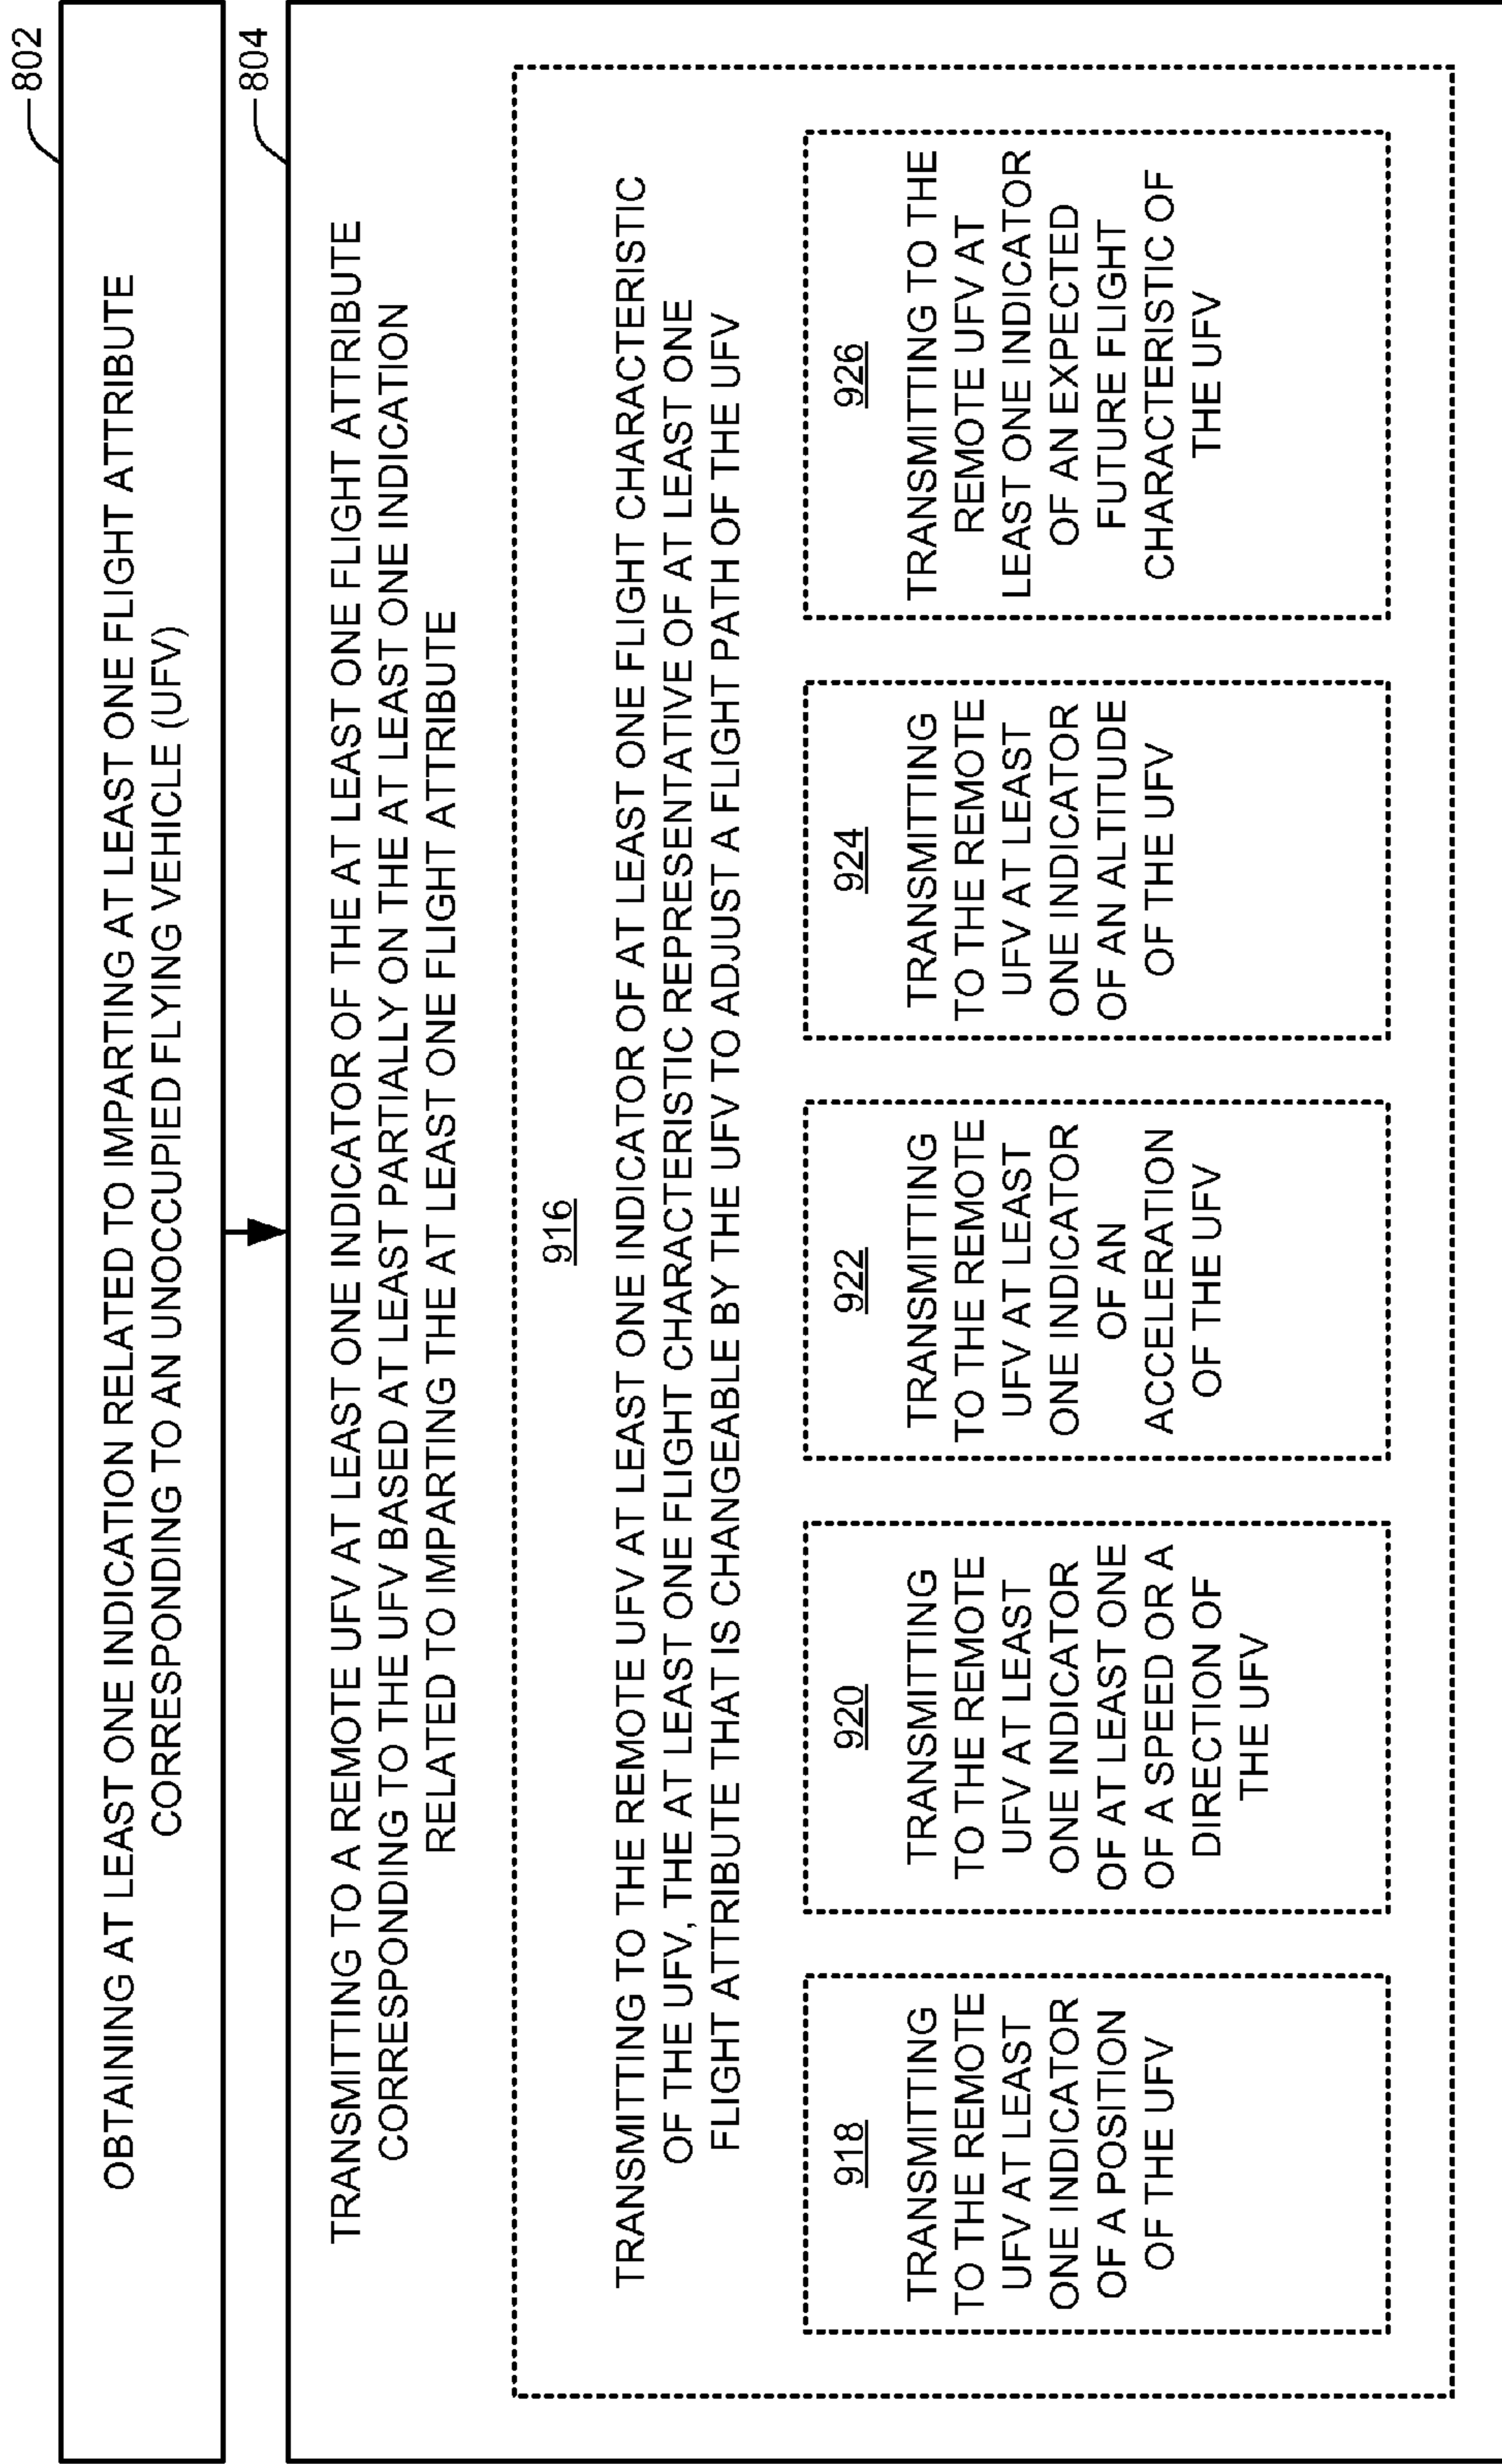 802
OBTAINING AT LEAST ONE INDICATION RELATED TO IMPARTING AT LEAST ONE FLIGHT ATTRIBUTE
CORRESPONDING TO AN UNOCCUPIED FLYING VEHICLE (UFV)
804
TRANSMITTING TO A REMOTE UFV AT LEAST ONE INDICATOR OF THE AT LEAST ONE FLIGHT ATTRIBUTE
CORRESPONDING TO THE UFV BASED AT LEAST PARTIALLY ON THE AT LEAST ONE INDICATION
RELATED TO IMPARTING THE AT LEAST ONE FLIGHT ATTRIBUTE
916
TRANSMITTING TO THE REMOTE UFV AT LEAST ONE INDICATOR OF AT LEAST ONE FLIGHT CHARACTERISTIC
OF THE UFV, THE AT LEAST ONE FLIGHT CHARACTERISTIC REPRESENTATIVE OF AT LEAST ONE
FLIGHT ATTRIBUTE THAT IS CHANGEABLE BY THE UFV TO ADJUST A FLIGHT PATH OF THE UFV
918
TRANSMITTING
TO THE REMOTE
UFV AT LEAST
ONE INDICATOR
OF A POSITION
OF THE UFV
920
TRANSMITTING
TO THE REMOTE
UFV AT LEAST
ONE INDICATOR
OF AT LEAST ONE
OF A SPEED OR A
DIRECTION OF
THE UFV
922
TRANSMITTING
TO THE REMOTE
UFV AT LEAST
ONE INDICATOR
OF AN
ACCELERATION
OF THE UFV
924
TRANSMITTING
TO THE REMOTE
UFV AT LEAST
ONE INDICATOR
OF AN ALTITUDE
OF THE UFV
926
TRANSMITTING TO THE
REMOTE UFV AT
LEAST ONE INDICATOR
OF AN EXPECTED
FUTURE FLIGHT
CHARACTERISTIC OF
THE UFV